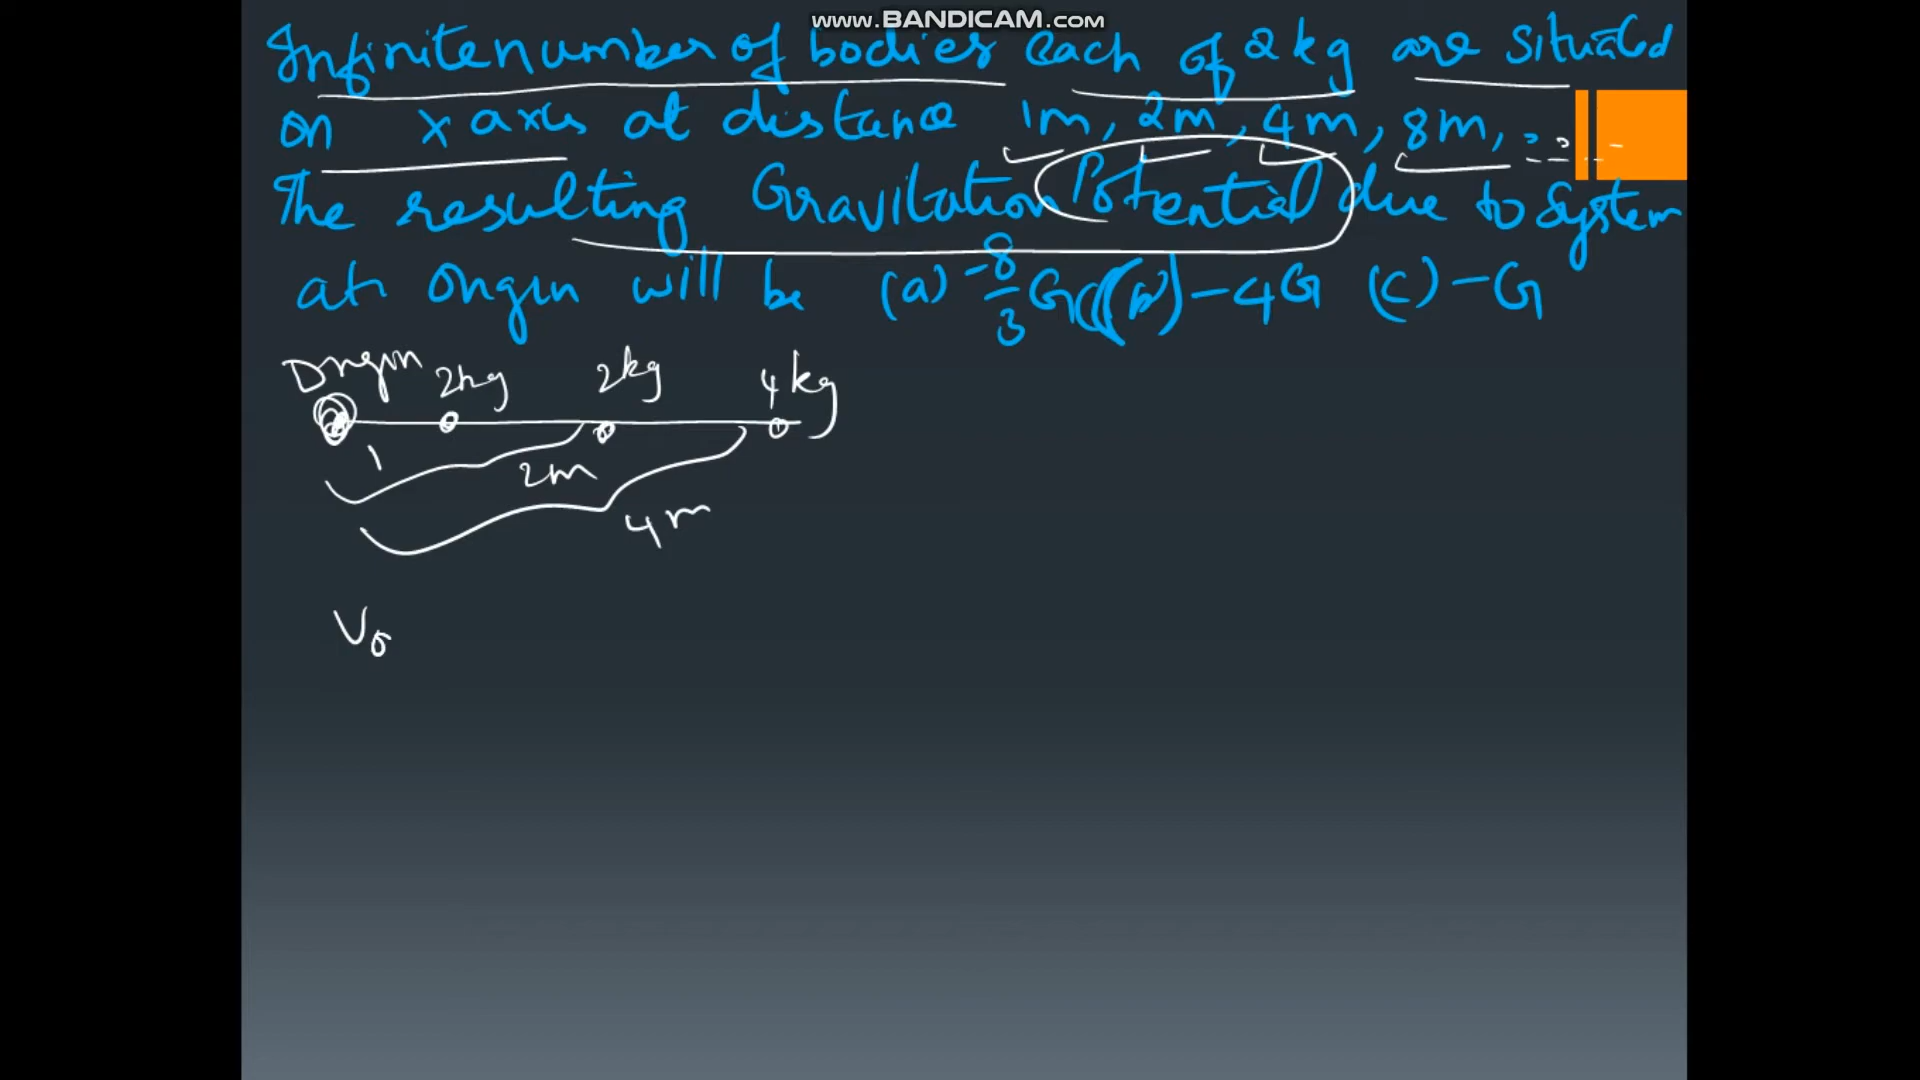 www.BANDICAM.com
Infinite number of bodies each of 2kg are situated
on x axis at distance 1m, 2m, 4m, 8m, ----
The resulting Gravitation Potential due to System
at origin will be (a) -8/3 G (b) -4G (c) -G
Origin 2kg 2kg 4kg
1
2m
4m
V₀